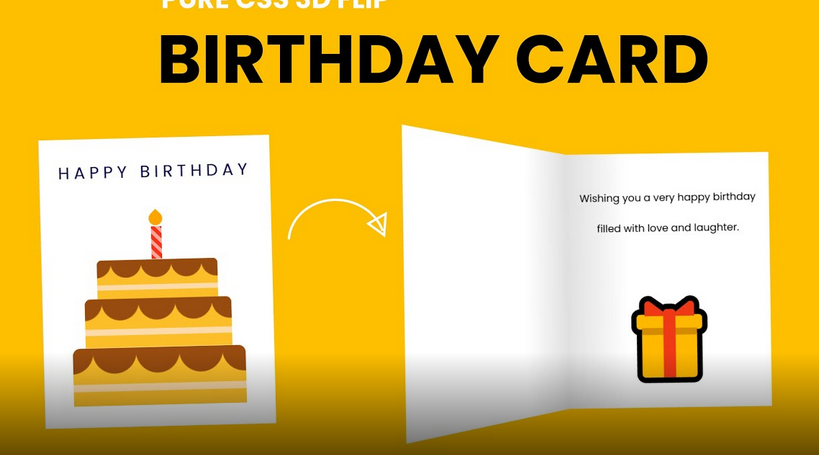 PURE CSS 3D FLIP
BIRTHDAY CARD
HAPPY BIRTHDAY
Wishing you a very happy birthday
filled with love and laughter.